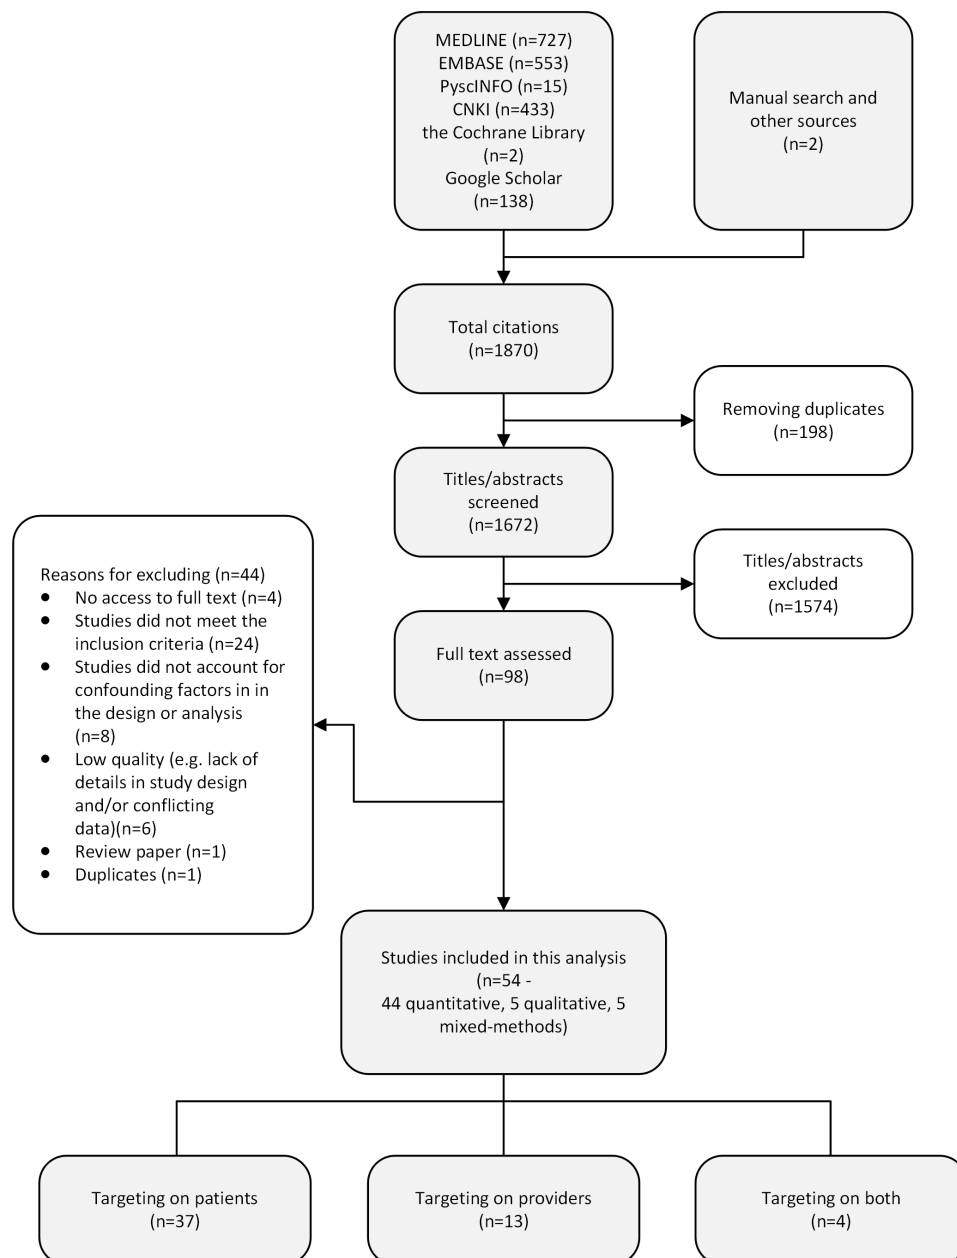 MEDLINE (n=727)
EMBASE (n=553)
PyscINFO (n=15)
CNKI (n=433)
the Cochrane Library
(n=2)
Google Scholar
(n=138)
Manual search and
other sources
(n=2)
Total citations
(n=1870)
Removing duplicates
(n=198)
Titles/abstracts
screened
(n=1672)
Titles/abstracts
excluded
(n=1574)
Full text assessed
(n=98)
Reasons for excluding (n=44)
● No access to full text (n=4)
● Studies did not meet the
inclusion criteria (n=24)
● Studies did not account for
confounding factors in in
the design or analysis
(n=8)
● Low quality (e.g. lack of
details in study design
and/or conflicting
data)(n=6)
● Review paper (n=1)
● Duplicates (n=1)
Studies included in this analysis
(n=54 -
44 quantitative, 5 qualitative, 5
mixed-methods)
Targeting on patients
(n=37)
Targeting on providers
(n=13)
Targeting on both
(n=4)